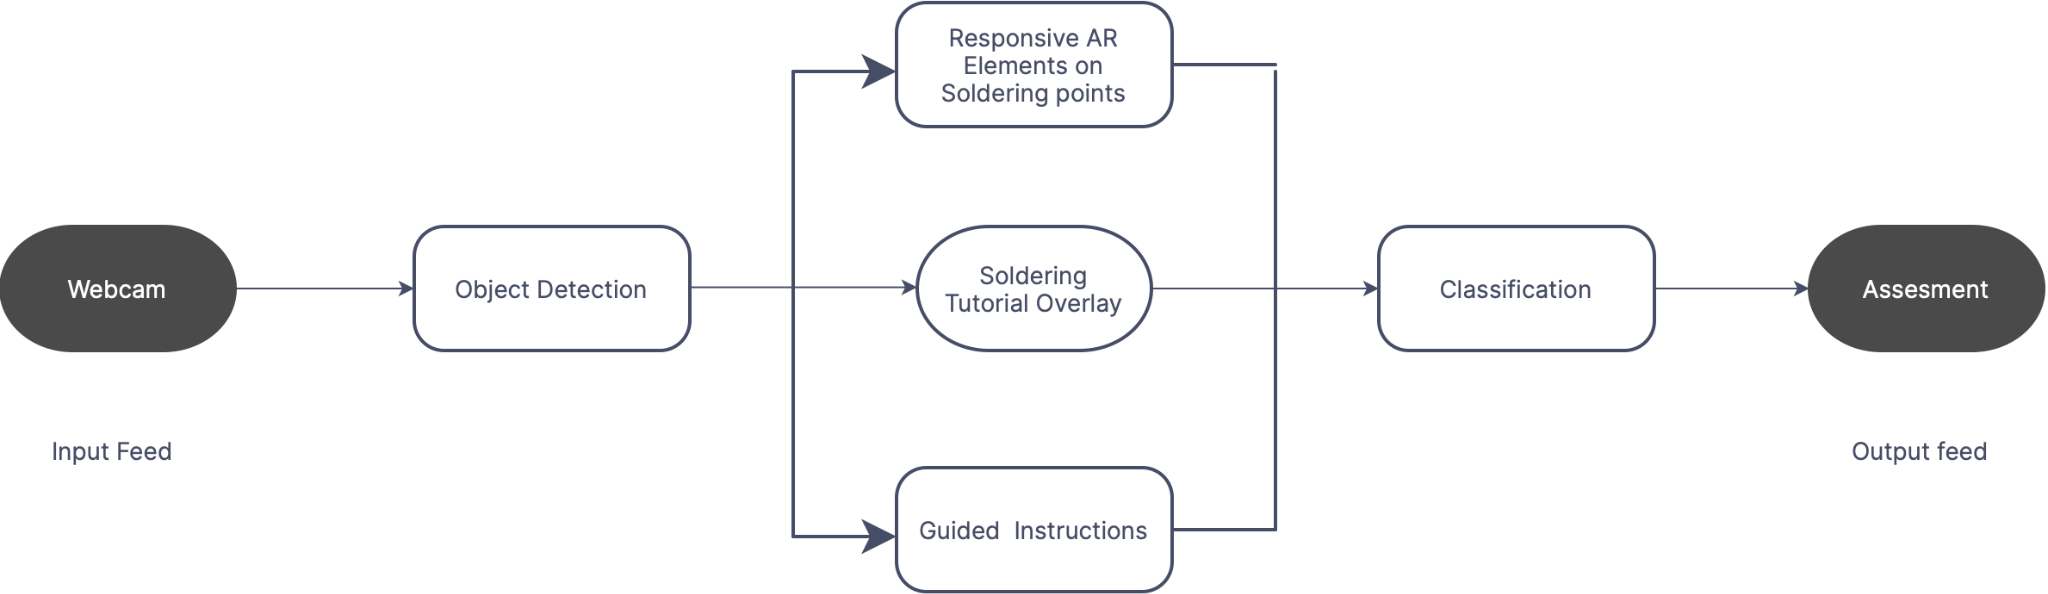 Responsive AR
Elements on
Soldering points
Webcam
Object Detection
Soldering
Tutorial Overlay
Classification
Assesment
Input Feed
Output feed
Guided  Instructions